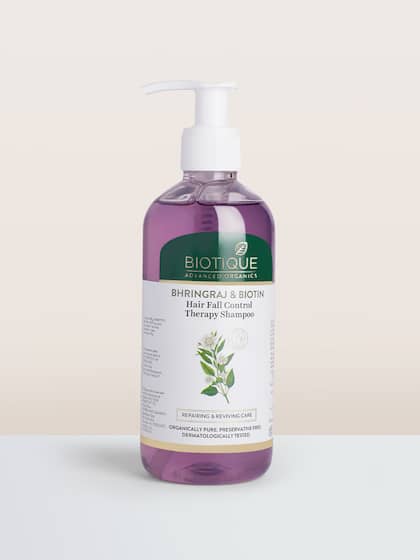 BIOTIQUE
ADVANCED ORGANICS
BHRINGRAJ & BIOTIN
Hair Fall Control
Therapy Shampoo
REPAIRING & REVIVING CARE
ORGANICALLY PURE, PRESERVATIVE FREE,
DERMATOLOGICALLY TESTED